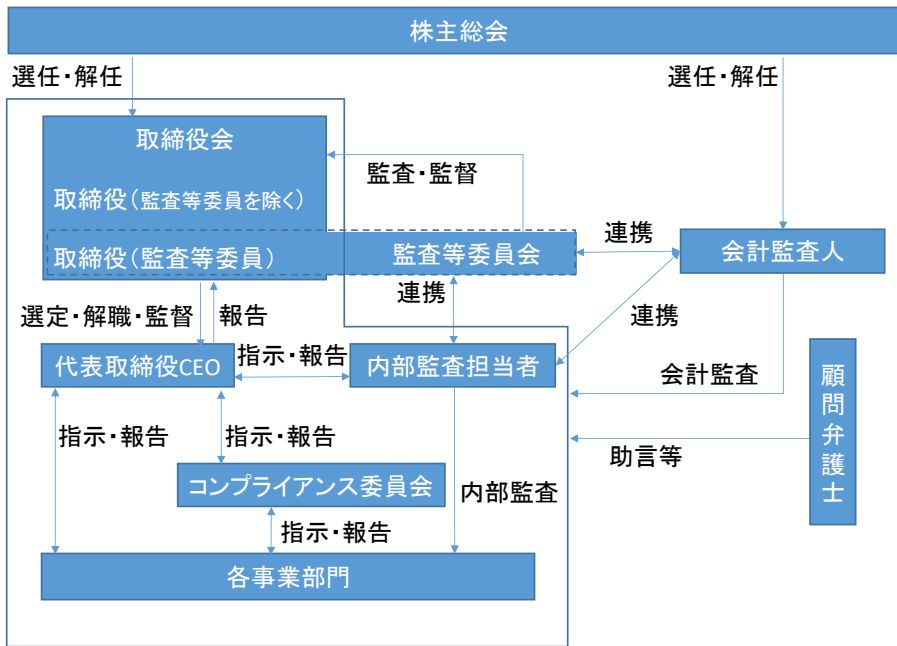 株主総会
選任・解任
選任・解任
取締役会
監査・監督
取締役(監査等委員を除く)
取締役(監査等委員)
監査等委員会
連携
会計監査人
選定・解職・監督
報告
連携
連携
代表取締役CEO
指示・報告
内部監査担当者
会計監査
顧問弁護士
指示・報告
指示・報告
助言等
コンプライアンス委員会
内部監査
指示・報告
各事業部門